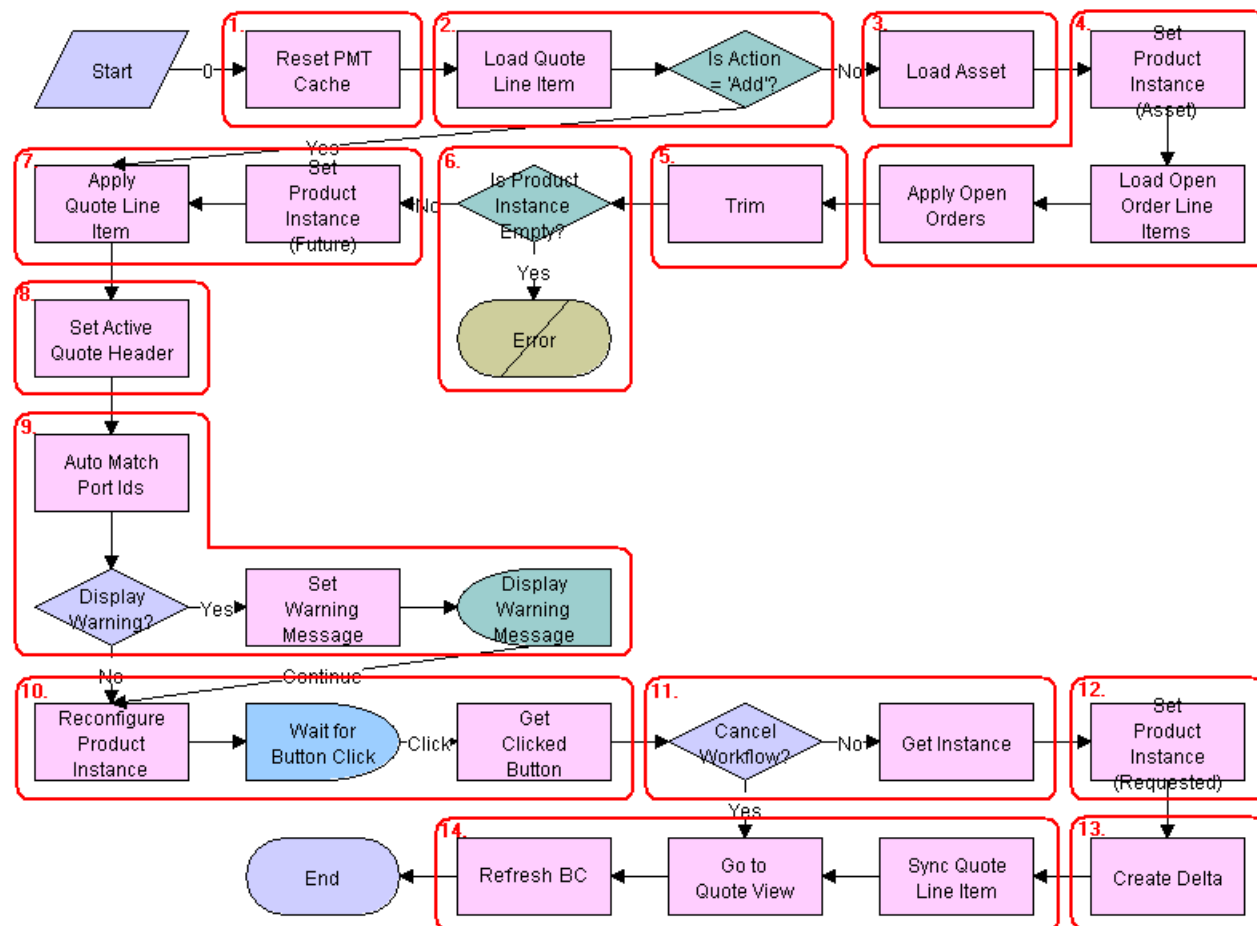 1.
2.
3.
4.
Start
0
Reset PMT
Cache
Load Quote
Line Item
Is Action
= 'Add'?
No
Load Asset
Set
Product
Instance
(Asset)
Yes
7
6.
5.
Apply
Quote Line
Item
Set
Product
Instance
(Future)
No
Is Product
Instance
Empty?
Trim
Apply Open
Orders
Load Open
Order Line
Items
Yes
8
Set Active
Quote Header
Error
9.
Auto Match
Port Ids
Display
Warning?
Yes
Set
Warning
Message
Display
Warning
Message
No
Continue
10.
11.
12.
Reconfigure
Product
Instance
Wait for
Button Click
Click
Get
Clicked
Button
Cancel
Workflow?
No
Get Instance
Set
Product
Instance
(Requested)
Yes
14.
13.
End
Refresh BC
Go to
Quote View
Sync Quote
Line Item
Create Delta